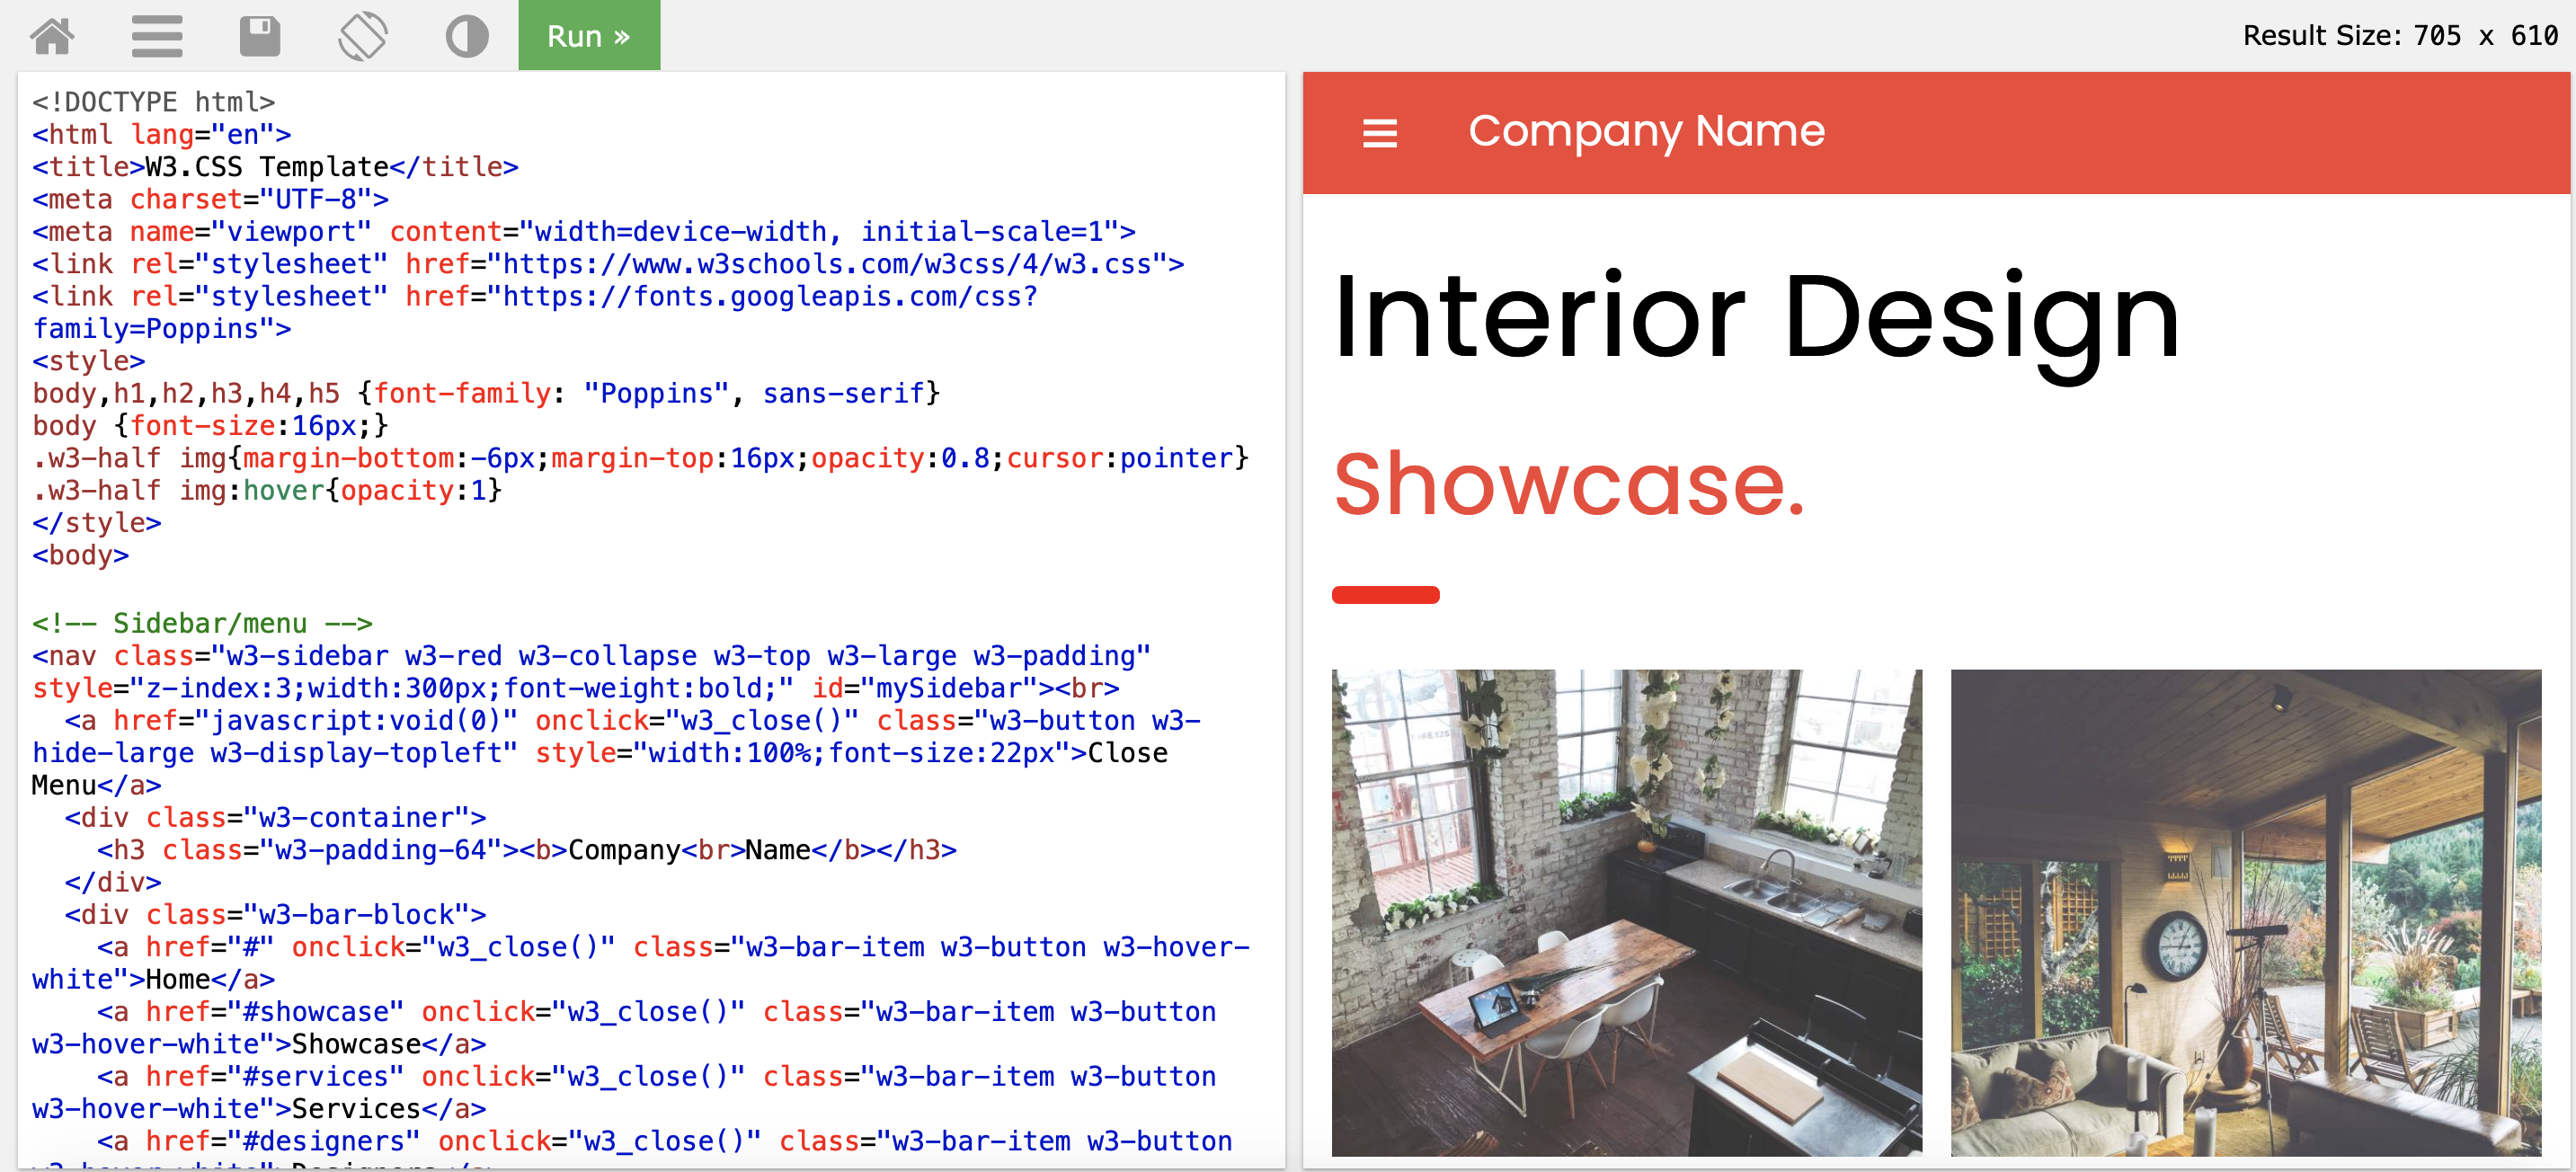 Run »
Result Size: 705 x 610
<!DOCTYPE html>
<html lang="en">
<title>W3.CSS Template</title>
<meta charset="UTF-8">
<meta name="viewport" content="width=device-width, initial-scale=1">
<link rel="stylesheet" href="https://www.w3schools.com/w3css/4/w3.css">
<link rel="stylesheet" href="https://fonts.googleapis.com/css?
family=Poppins">
<style>
body,h1,h2,h3,h4,h5 {font-family: "Poppins", sans-serif}
body {font-size:16px;}
.w3-half img{margin-bottom:-6px;margin-top:16px;opacity:0.8;cursor:pointer}
.w3-half img:hover{opacity:1}
</style>
<body>

<!-- Sidebar/menu -->
<nav class="w3-sidebar w3-red w3-collapse w3-top w3-large w3-padding"
style="z-index:3;width:300px;font-weight:bold;" id="mySidebar"><br>
  <a href="javascript:void(0)" onclick="w3_close()" class="w3-button w3-
hide-large w3-display-topleft" style="width:100%;font-size:22px">Close
Menu</a>
  <div class="w3-container">
    <h3 class="w3-padding-64"><b>Company<br>Name</b></h3>
  </div>
  <div class="w3-bar-block">
    <a href="#" onclick="w3_close()" class="w3-bar-item w3-button w3-hover-
white">Home</a>
    <a href="#showcase" onclick="w3_close()" class="w3-bar-item w3-button
w3-hover-white">Showcase</a>
    <a href="#services" onclick="w3_close()" class="w3-bar-item w3-button
w3-hover-white">Services</a>
    <a href="#designers" onclick="w3_close()" class="w3-bar-item w3-button
Company Name
Interior Design
Showcase.